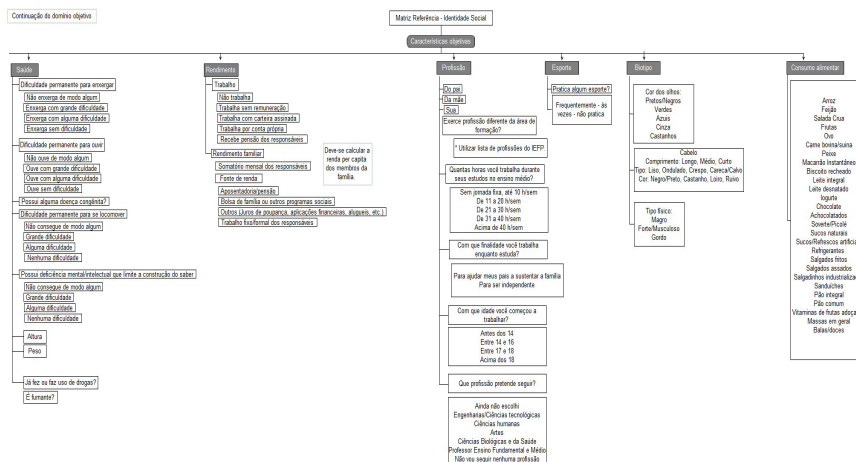 Continuação do domínio objetivo
Matriz Referência - Identidade Social
Características objetivas
Saúde
Dificuldade permanente para enxergar
Não enxerga de modo algum
Enxerga com grande dificuldade
Enxerga com alguma dificuldade
Enxerga sem dificuldade
Dificuldade permanente para ouvir
Não ouve de modo algum
Ouve com grande dificuldade
Ouve com alguma dificuldade
Ouve sem dificuldade
Possui alguma doença congênita?
Dificuldade permanente para se locomover
Não consegue de modo algum
Grande dificuldade
Alguma dificuldade
Nenhuma dificuldade
Possui deficiência mental/intelectual que limite a construção do saber
Não consegue de modo algum
Grande dificuldade
Alguma dificuldade
Nenhuma dificuldade
Altura
Peso
Já fez ou faz uso de drogas?
É fumante?
Rendimento
Trabalho
Não trabalha
Trabalha sem remuneração
Trabalha com carteira assinada
Trabalha por conta própria
Recebe pensão dos responsáveis
Rendimento familiar
Somatório mensal dos responsáveis
Fonte de renda
Aposentadoria/pensão
Bolsa de família ou outros programas sociais
Outros (Juros de poupança, aplicações financeiras, alugueis, etc.)
Trabalho fixo/formal dos responsáveis
Deve-se calcular a
renda per capita
dos membros da
família.
Profissão
Do pai
Da mãe
Sua
Exerce profissão diferente da área de
formação?
* Utilizar lista de profissões do IEFP
Quantas horas você trabalha durante
seus estudos no ensino médio?
Sem jornada fixa, até 10 h/sem
De 11 a 20 h/sem
De 21 a 30 h/sem
De 31 a 40 h/sem
Acima de 40 h/sem
Com que finalidade você trabalha
enquanto estuda?
Para ajudar meus pais a sustentar a família
Para ser independente
Com que idade você começou a
trabalhar?
Antes dos 14
Entre 14 e 16
Entre 17 e 18
Acima dos 18
Que profissão pretende seguir?
Ainda não escolhi
Engenharias/Ciências tecnológicas
Ciências humanas
Artes
Ciências Biológicas e da Saúde
Professor Ensino Fundamental e Médio
Não vou seguir nenhuma profissão
Esporte
Pratica algum esporte?
Frequentemente - às
vezes - não pratica
Biotipo
Cor dos olhos:
Pretos/Negros
Verdes
Azuis
Cinza
Castanhos
Cabelo
Comprimento: Longo, Médio, Curto
Tipo: Liso, Ondulado, Crespo, Careca/Calvo
Cor: Negro/Preto, Castanho, Loiro, Ruivo
Tipo físico:
Magro
Forte/Musculoso
Gordo
Consumo alimentar
Arroz
Feijão
Salada Crua
Frutas
Ovo
Carne bovina/suina
Peixe
Macarrão Instantâneo
Biscoito recheado
Leite integral
Leite desnatado
Iogurte
Chocolate
Achocolatados
Sorvete/Picolé
Sucos naturais
Sucos/Refrescos artificia
Refrigerantes
Salgados fritos
Salgados assados
Salgadinhos industrializad
Sanduíches
Pão integral
Pão comum
Vitaminas de frutas adoça
Massas em geral
Balas/doces